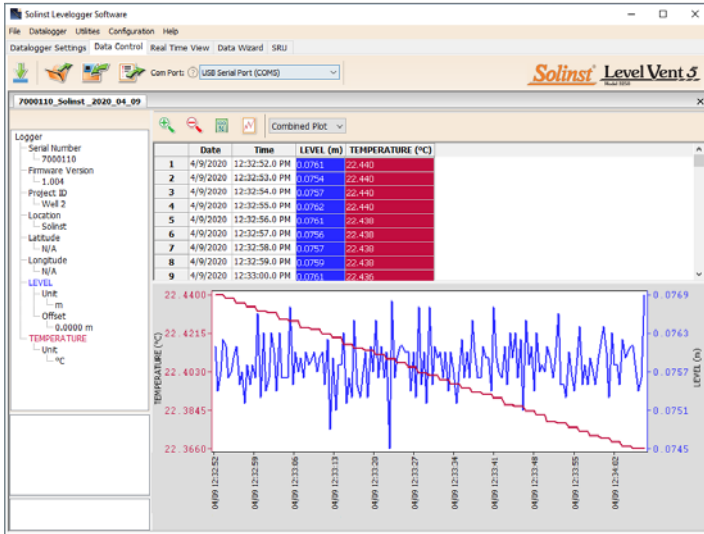 Solinst Levelogger Software
File Datalogger Utilities Configuration Help
Datalogger Settings Data Control Real Time View Data Wizard SRU
Com Port: USB Serial Port (COM5)
Solinst® LevelVent 5
7000110_Solinst _2020_04_09
Combined Plot
Logger
Serial Number
7000110
Firmware Version
1.004
Project ID
Well 2
Location
Solinst
Latitude
N/A
Longitude
N/A
LEVEL
Unit
m
Offset
0.0000 m
TEMPERATURE
Unit
ºC
Date Time LEVEL (m) TEMPERATURE (ºC)
1 4/9/2020 12:32:52.0 PM 0.0761 22.440
2 4/9/2020 12:32:53.0 PM 0.0754 22.440
3 4/9/2020 12:32:54.0 PM 0.0757 22.440
4 4/9/2020 12:32:55.0 PM 0.0762 22.440
5 4/9/2020 12:32:56.0 PM 0.0761 22.438
6 4/9/2020 12:32:57.0 PM 0.0756 22.438
7 4/9/2020 12:32:58.0 PM 0.0757 22.438
8 4/9/2020 12:32:59.0 PM 0.0759 22.438
9 4/9/2020 12:33:00.0 PM 0.0761 22.436
TEMPERATURE (ºC)
22.4400
22.4215
22.4030
22.3845
22.3660
0.0769
0.0763
0.0757
0.0751
0.0745
LEVEL (m)
04/09 12:32:52
04/09 12:32:59
04/09 12:33:06
04/09 12:33:13
04/09 12:33:20
04/09 12:33:27
04/09 12:33:34
04/09 12:33:41
04/09 12:33:48
04/09 12:33:55
04/09 12:34:02